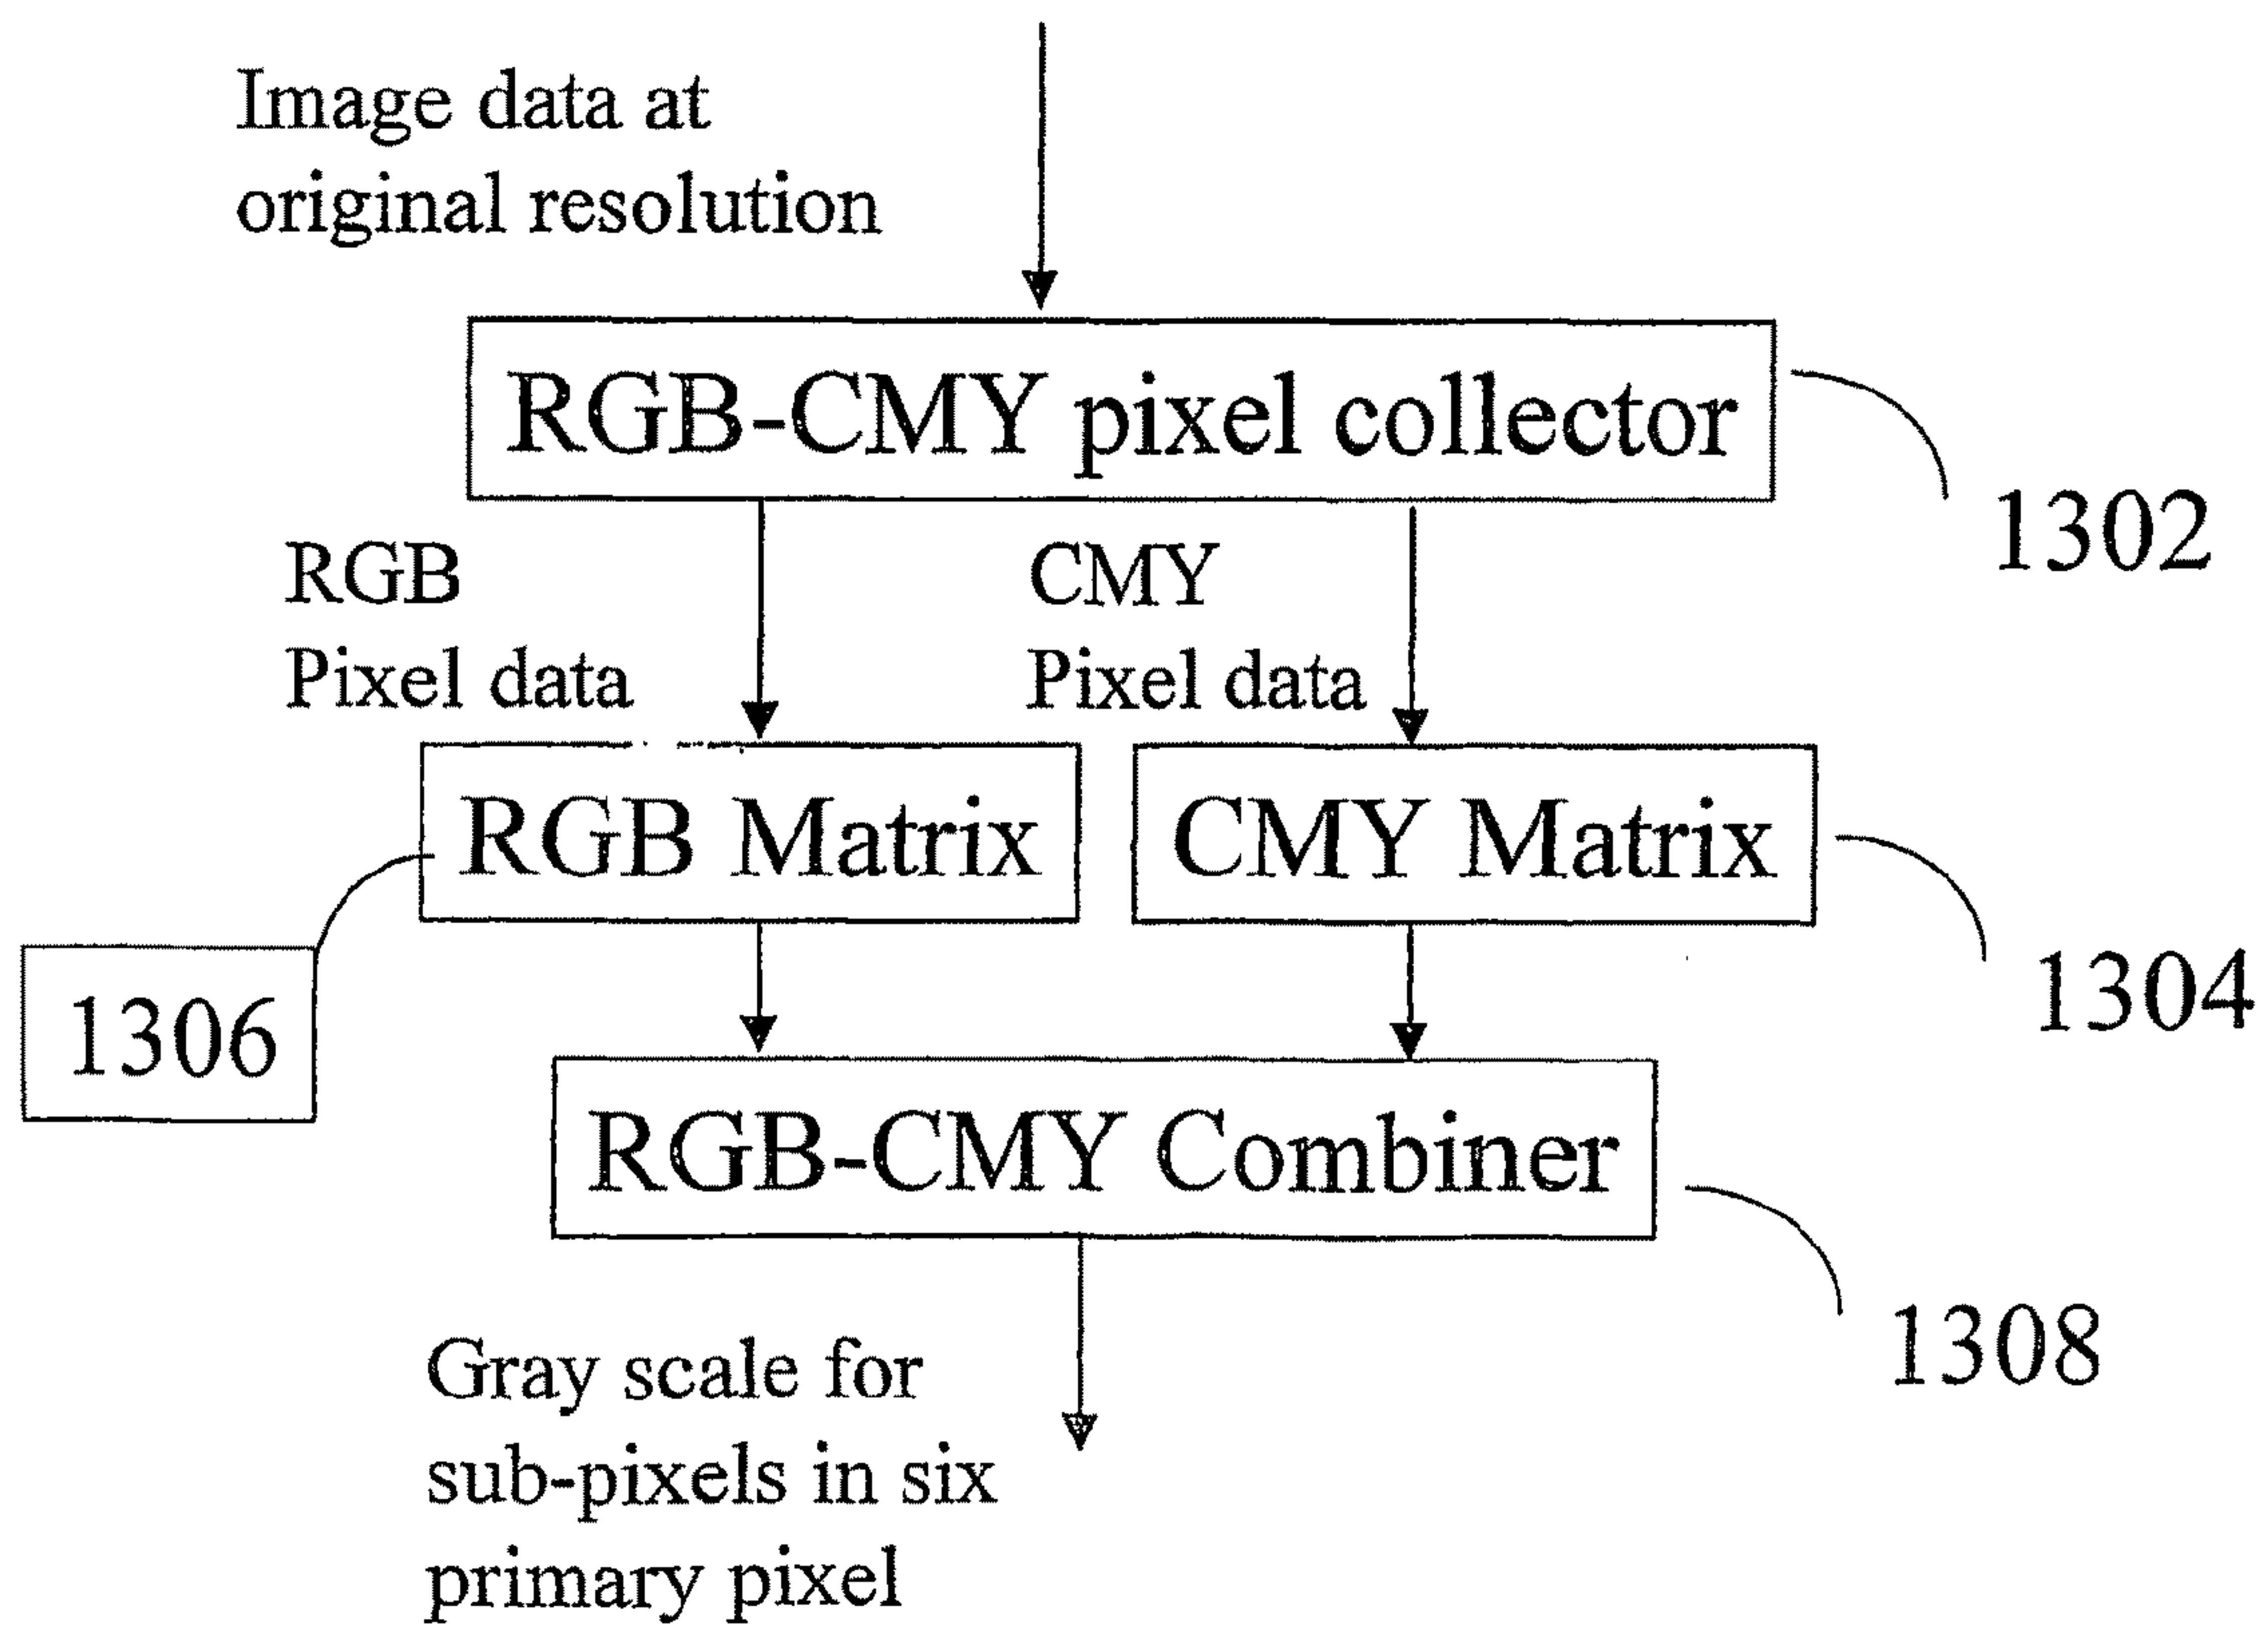 Image data at
original resolution
RGB-CMY pixel collector
1302
RGB
Pixel data
CMY
Pixel data
RGB Matrix
CMY Matrix
1306
1304
RGB-CMY Combiner
1308
Gray scale for
sub-pixels in six
primary pixel